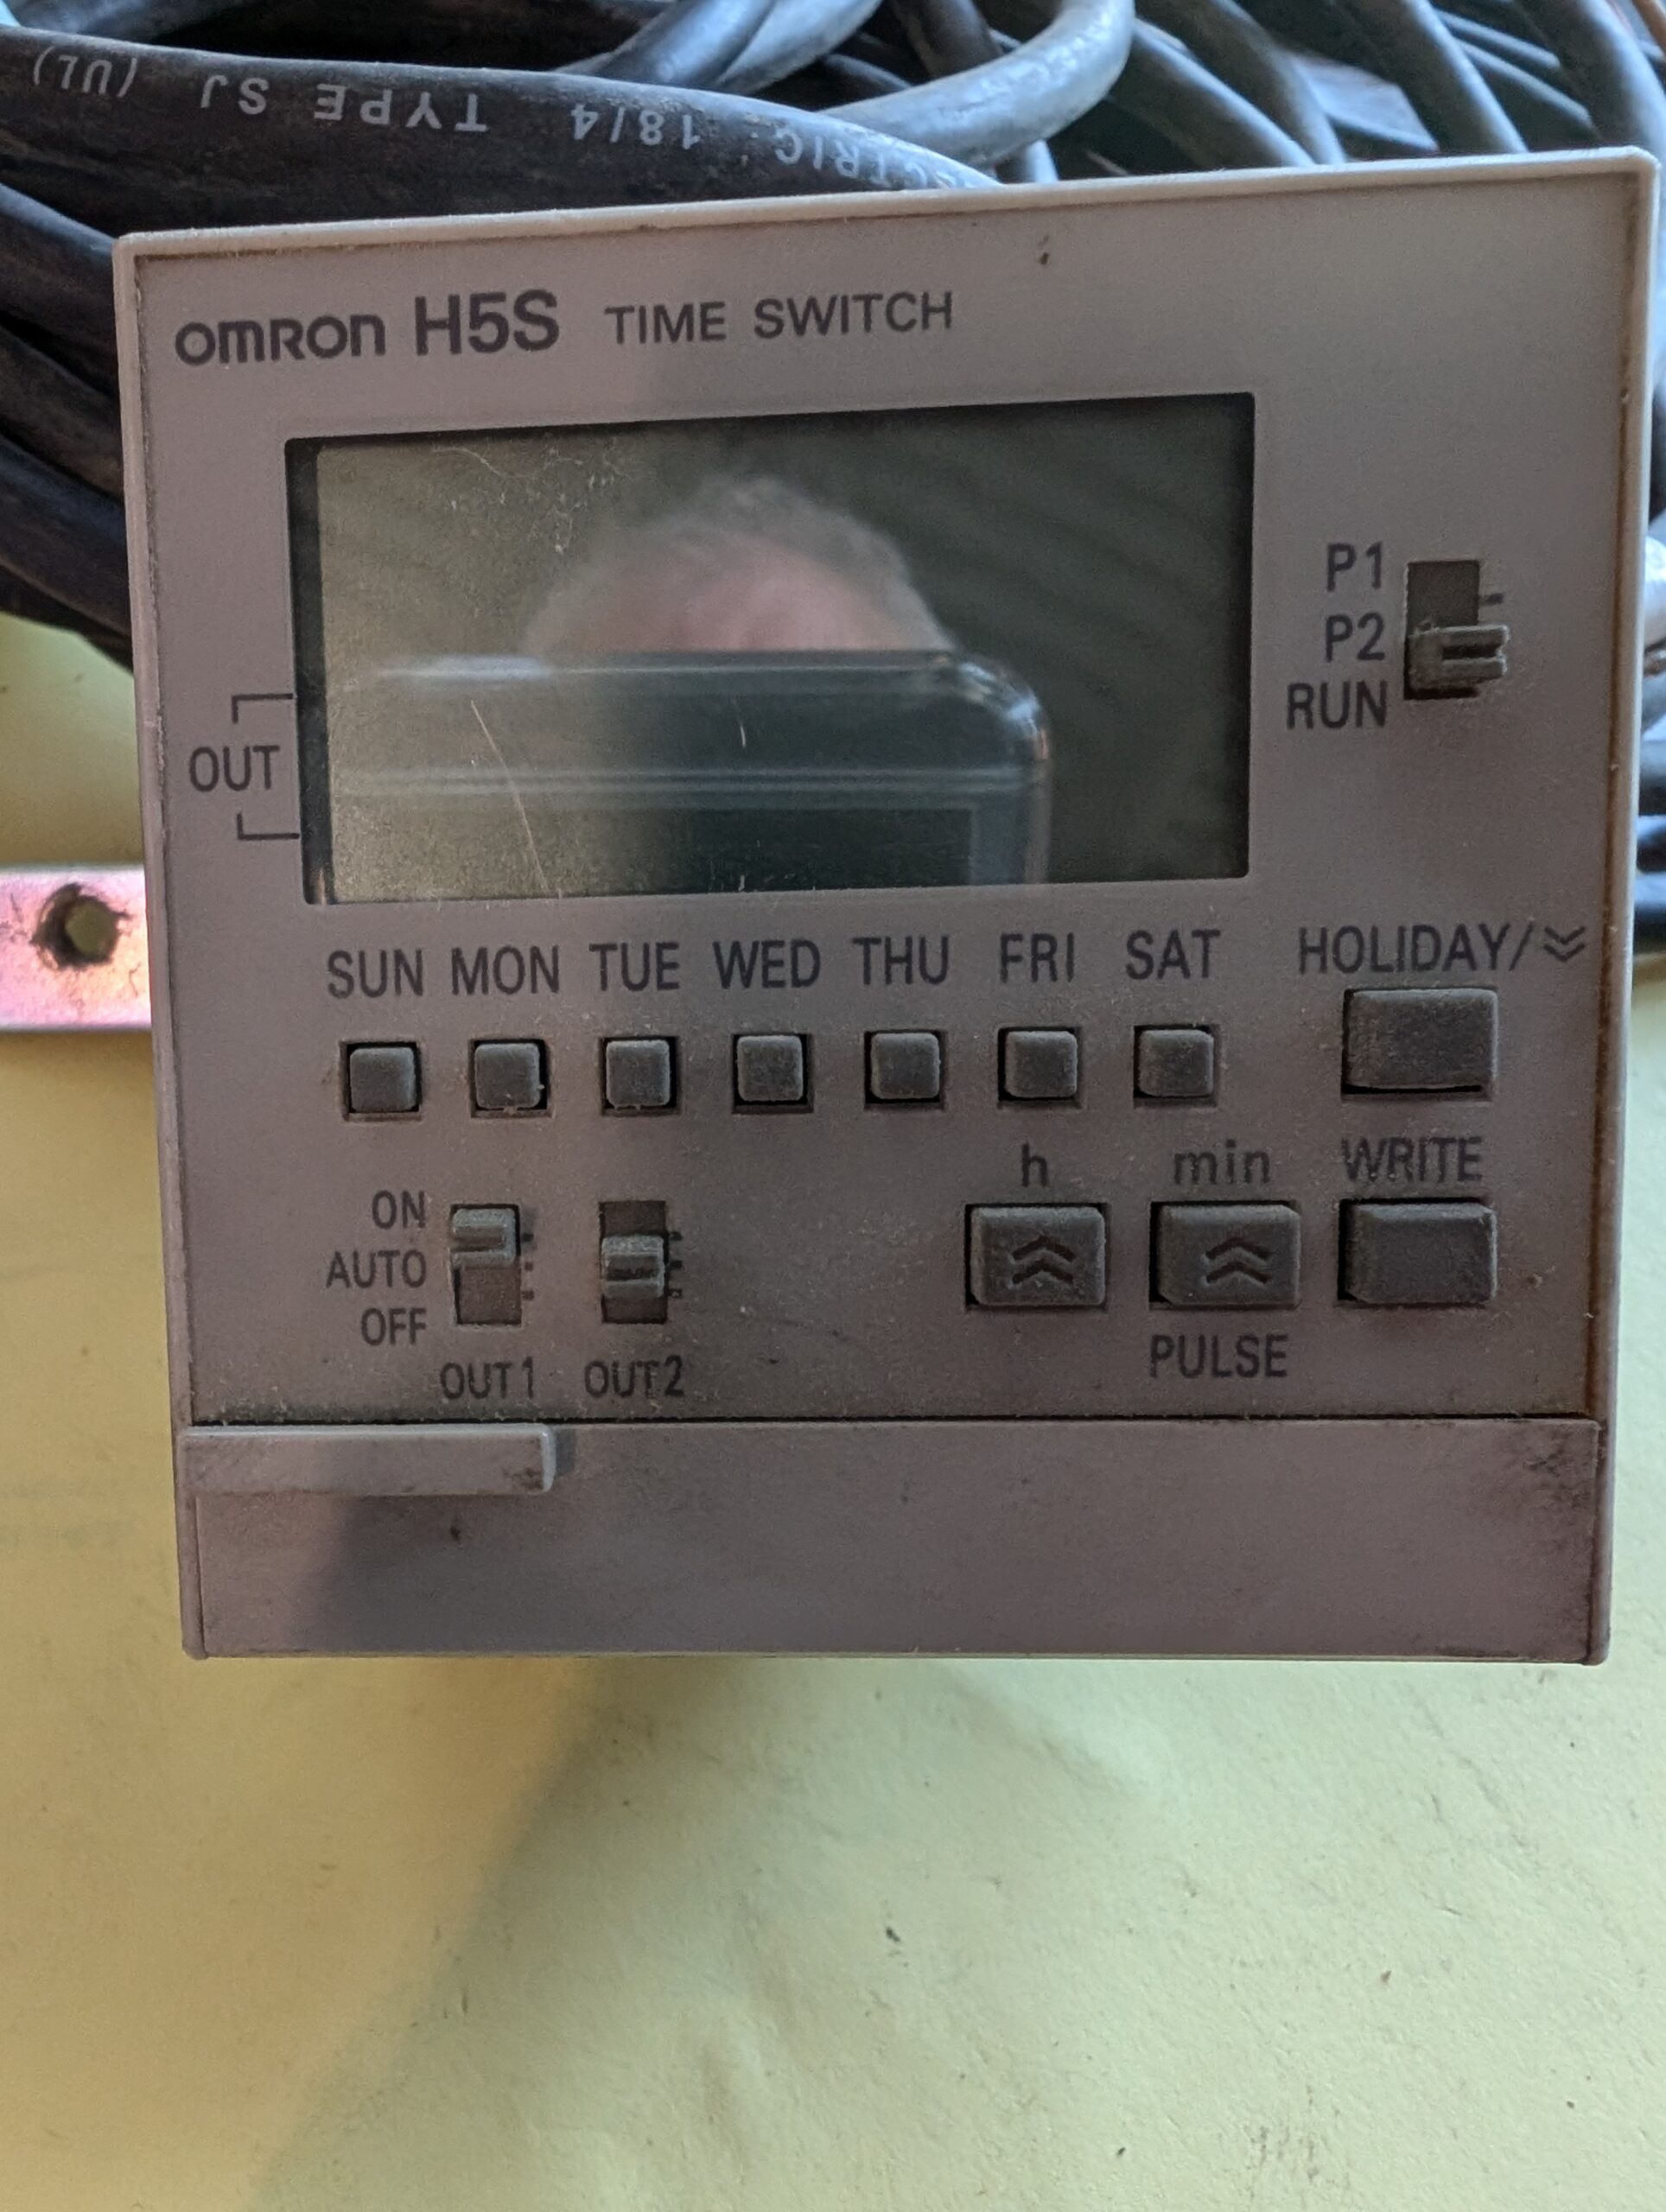 CTRIC 18/4 TYPE SJ (UL)
OMRON H5S TIME SWITCH
P1
P2
RUN
OUT
SUN MON TUE WED THU FRI SAT HOLIDAY/
h min WRITE
ON
AUTO
OFF
PULSE
OUT1 OUT2